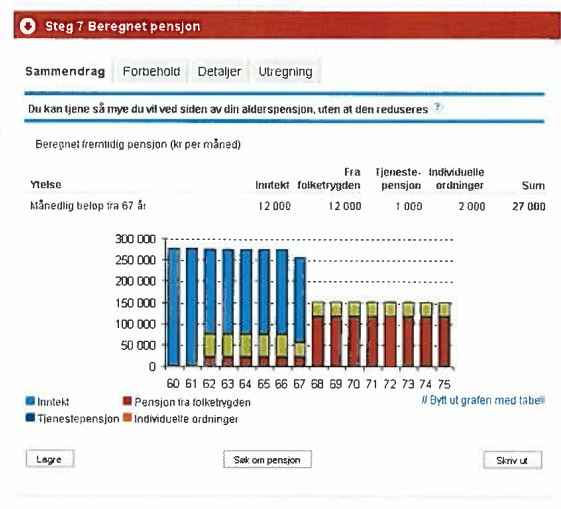 Steg 7 Beregnet pensjon
Sammendrag Forbehold Detaljer Utregning
Du kan tjene så mye du vil ved siden av din alderspensjon, uten at den reduseres ?
Beregnet fremtidig pensjon (kr per måned)
Fra Tjeneste- Individuelle
Ytelse Inntekt folketrygden pensjon ordninger Sum
Månedlig beløp fra 67 år 12 000 12 000 1 000 2 000 27 000
300 000
250 000
200 000
150 000
100 000
50 000
0
60 61 62 63 64 65 66 67 68 69 70 71 72 73 74 75
Inntekt Pensjon fra folketrygden // Bytt ut grafen med tabell
Tjenestepensjon Individuelle ordninger
Lagre Søk om pensjon Skriv ut